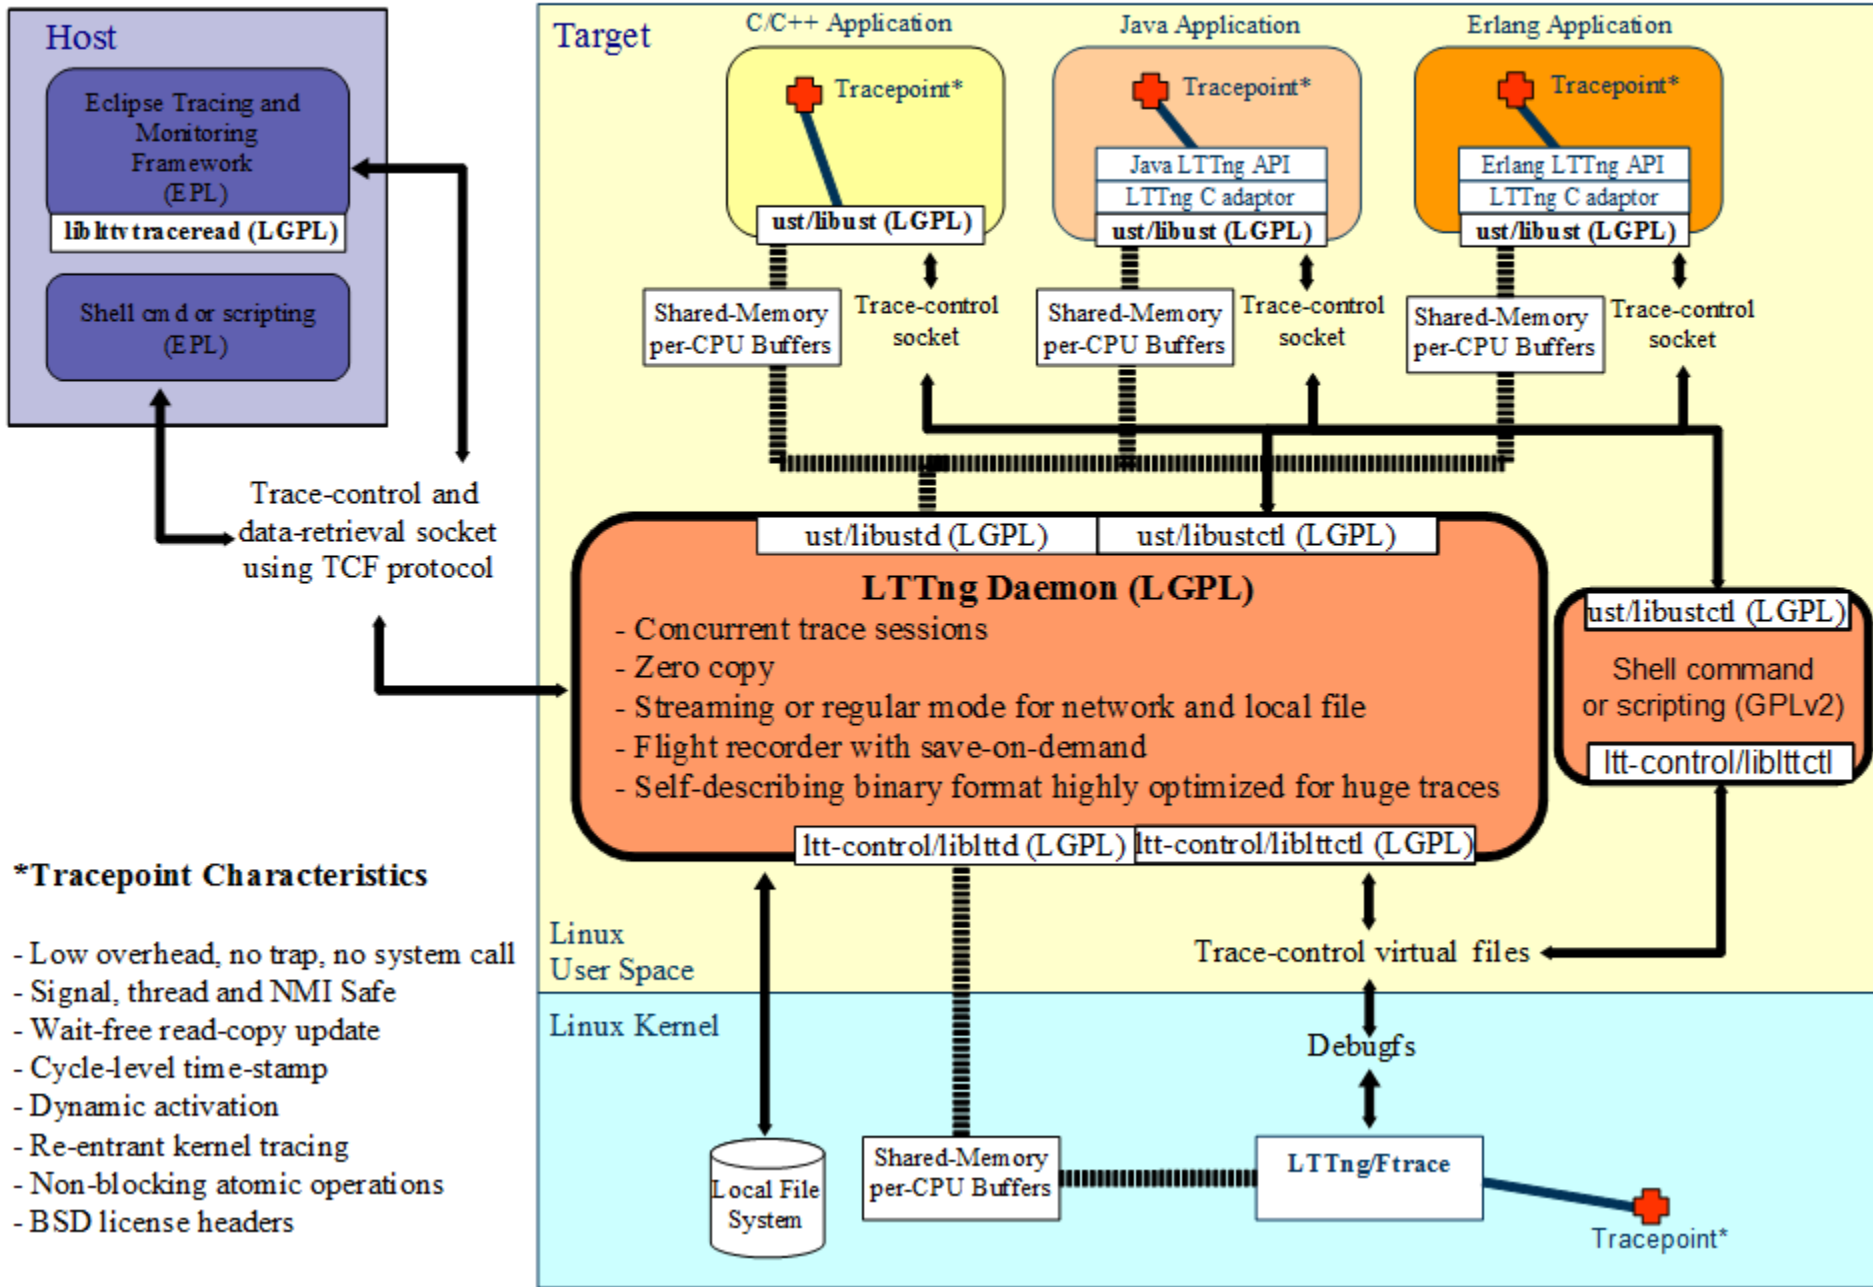 Host
Eclipse Tracing and
Monitoring
Framework
(EPL)
liblttvtraceread (LGPL)
Shell cmd or scripting
(EPL)
Trace-control and
data-retrieval socket
using TCF protocol
*Tracepoint Characteristics
- Low overhead, no trap, no system call
- Signal, thread and NMI Safe
- Wait-free read-copy update
- Cycle-level time-stamp
- Dynamic activation
- Re-entrant kernel tracing
- Non-blocking atomic operations
- BSD license headers
Target
C/C++ Application
Tracepoint*
ust/libust (LGPL)
Shared-Memory
per-CPU Buffers
Trace-control
socket
Java Application
Tracepoint*
Java LTTng API
LTTng C adaptor
ust/libust (LGPL)
Shared-Memory
per-CPU Buffers
Trace-control
socket
Erlang Application
Tracepoint*
Erlang LTTng API
LTTng C adaptor
ust/libust (LGPL)
Shared-Memory
per-CPU Buffers
Trace-control
socket
ust/libustd (LGPL)
ust/libustctl (LGPL)
LTTng Daemon (LGPL)
- Concurrent trace sessions
- Zero copy
- Streaming or regular mode for network and local file
- Flight recorder with save-on-demand
- Self-describing binary format highly optimized for huge traces
ltt-control/liblttd (LGPL)
ltt-control/liblttctl (LGPL)
ust/libustctl (LGPL)
Shell command
or scripting (GPLv2)
ltt-control/liblttctl
Linux
User Space
Trace-control virtual files
Linux Kernel
Debugfs
Local File
System
Shared-Memory
per-CPU Buffers
LTTng/Ftrace
Tracepoint*